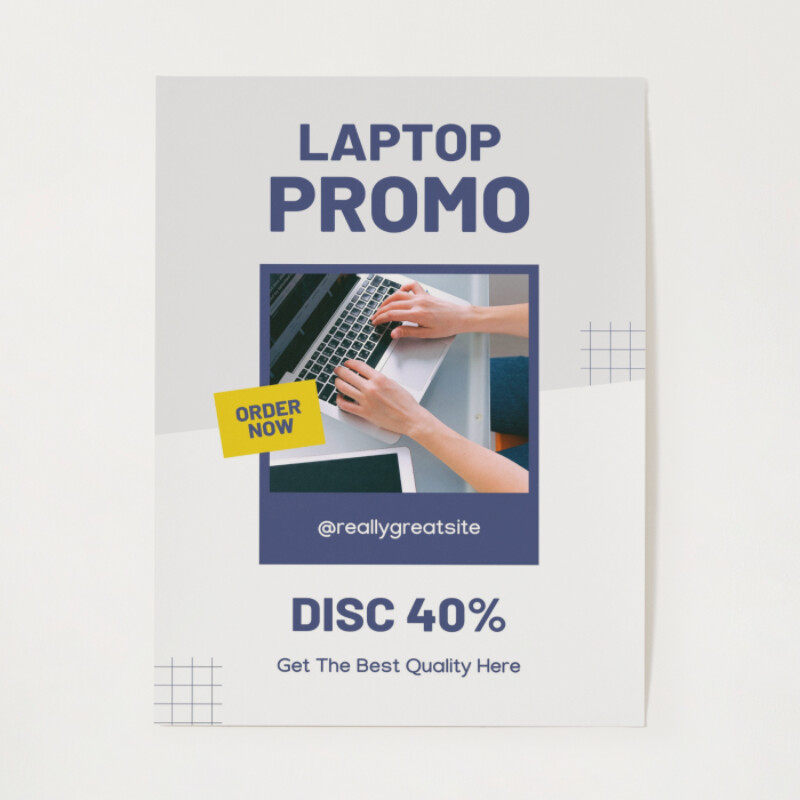 LAPTOP
PROMO
ORDER
NOW
@reallygreatsite
DISC 40%
Get The Best Quality Here